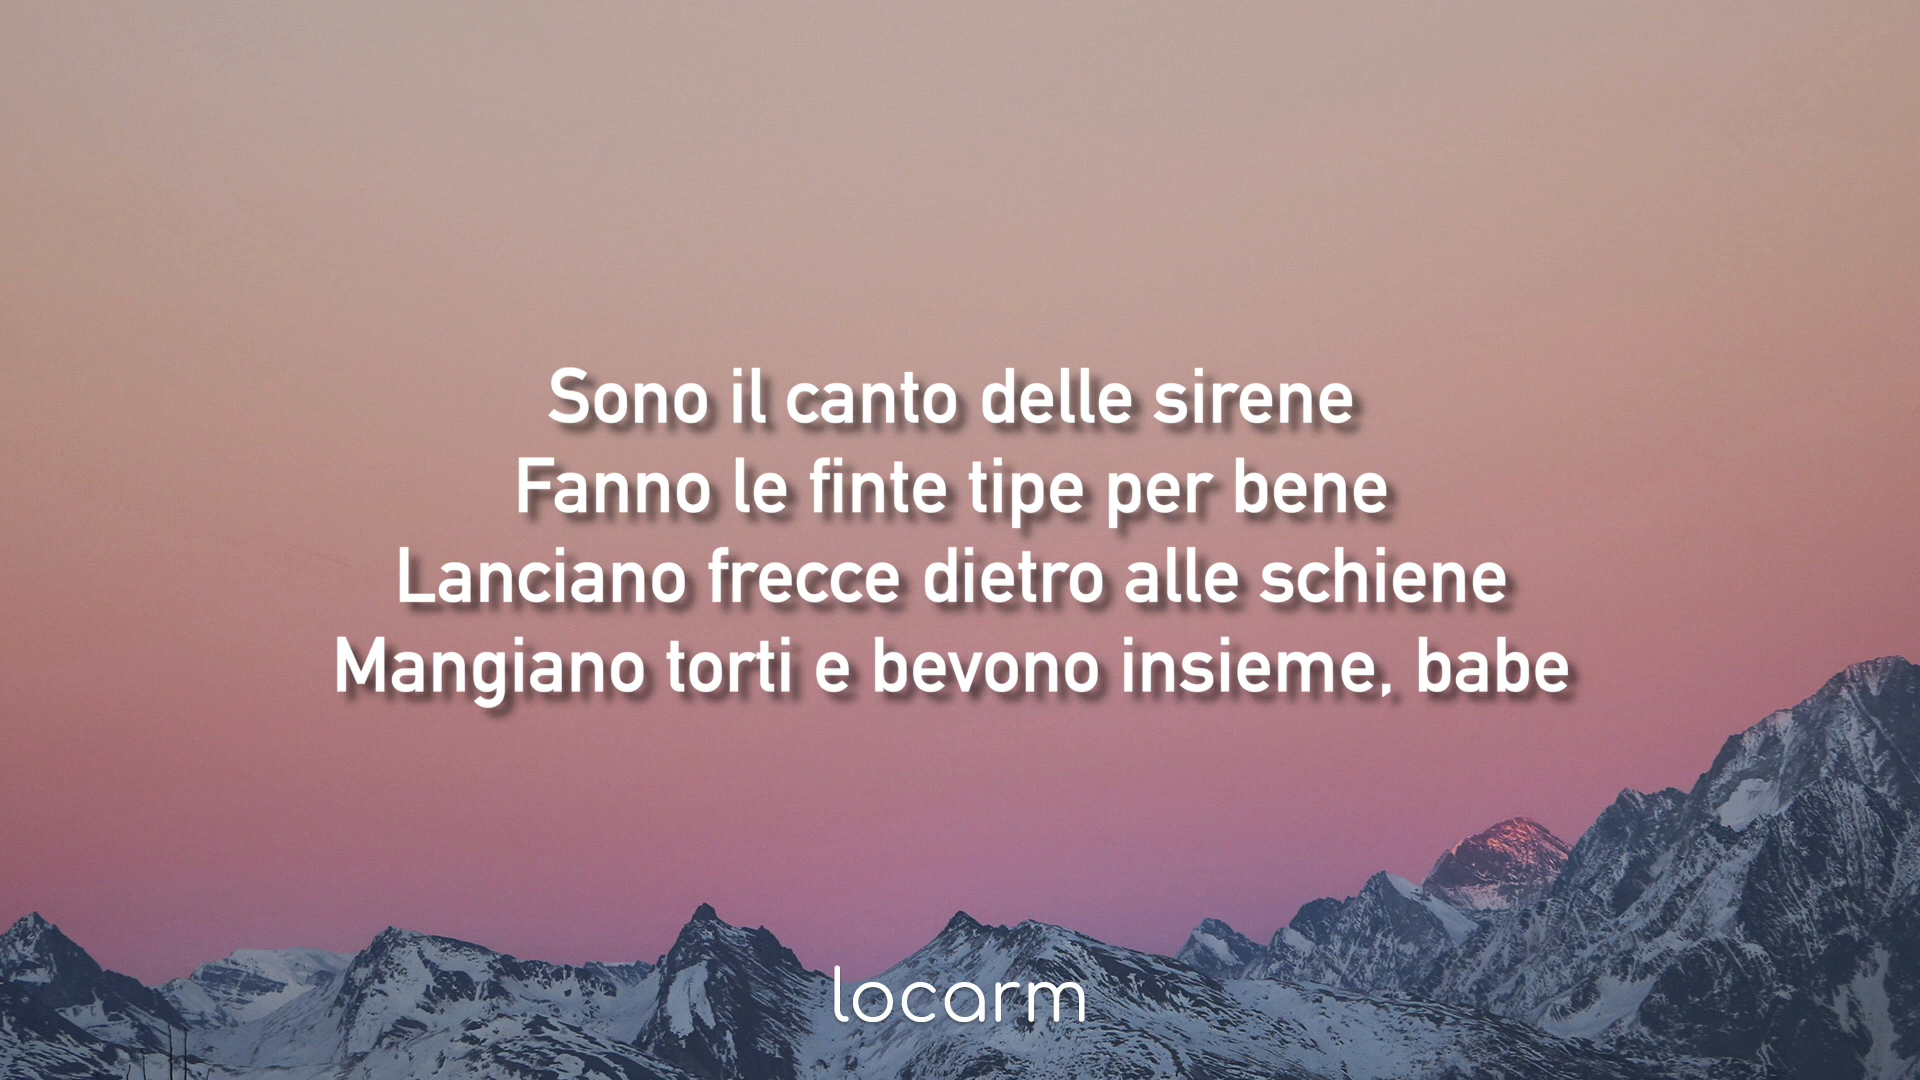 Sono il canto delle sirene
Fanno le finte tipe per bene
Lanciano frecce dietro alle schiene
Mangiano torti e bevono insieme, babe
locarm